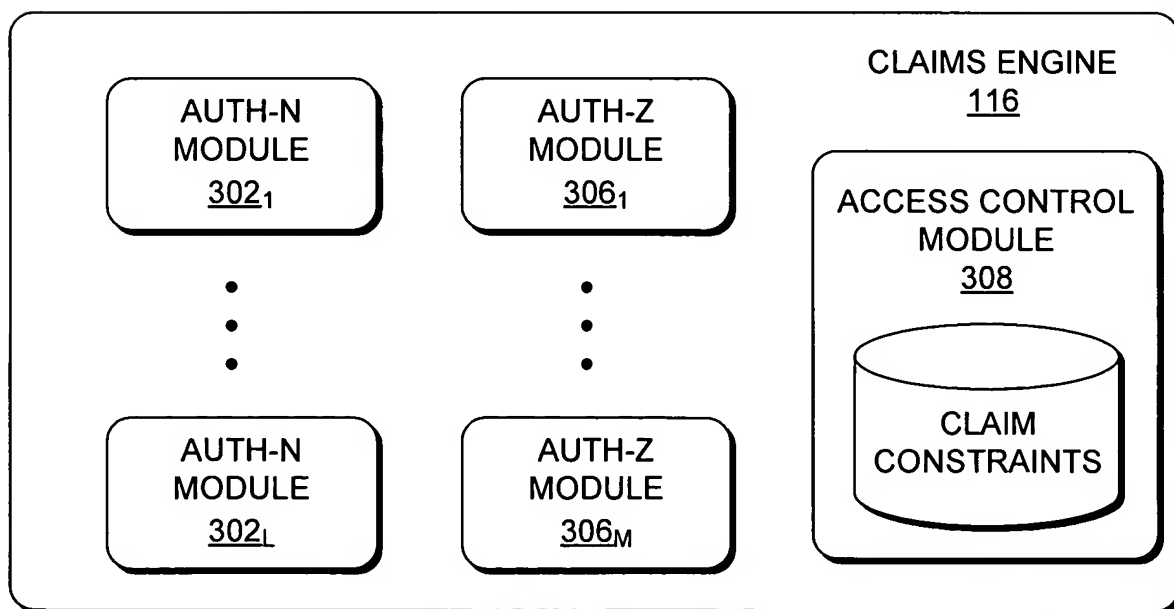 CLAIMS ENGINE
116
AUTH-N
MODULE
302₁
AUTH-Z
MODULE
306₁
ACCESS CONTROL
MODULE
308
AUTH-N
MODULE
302L
AUTH-Z
MODULE
306M
CLAIM
CONSTRAINTS